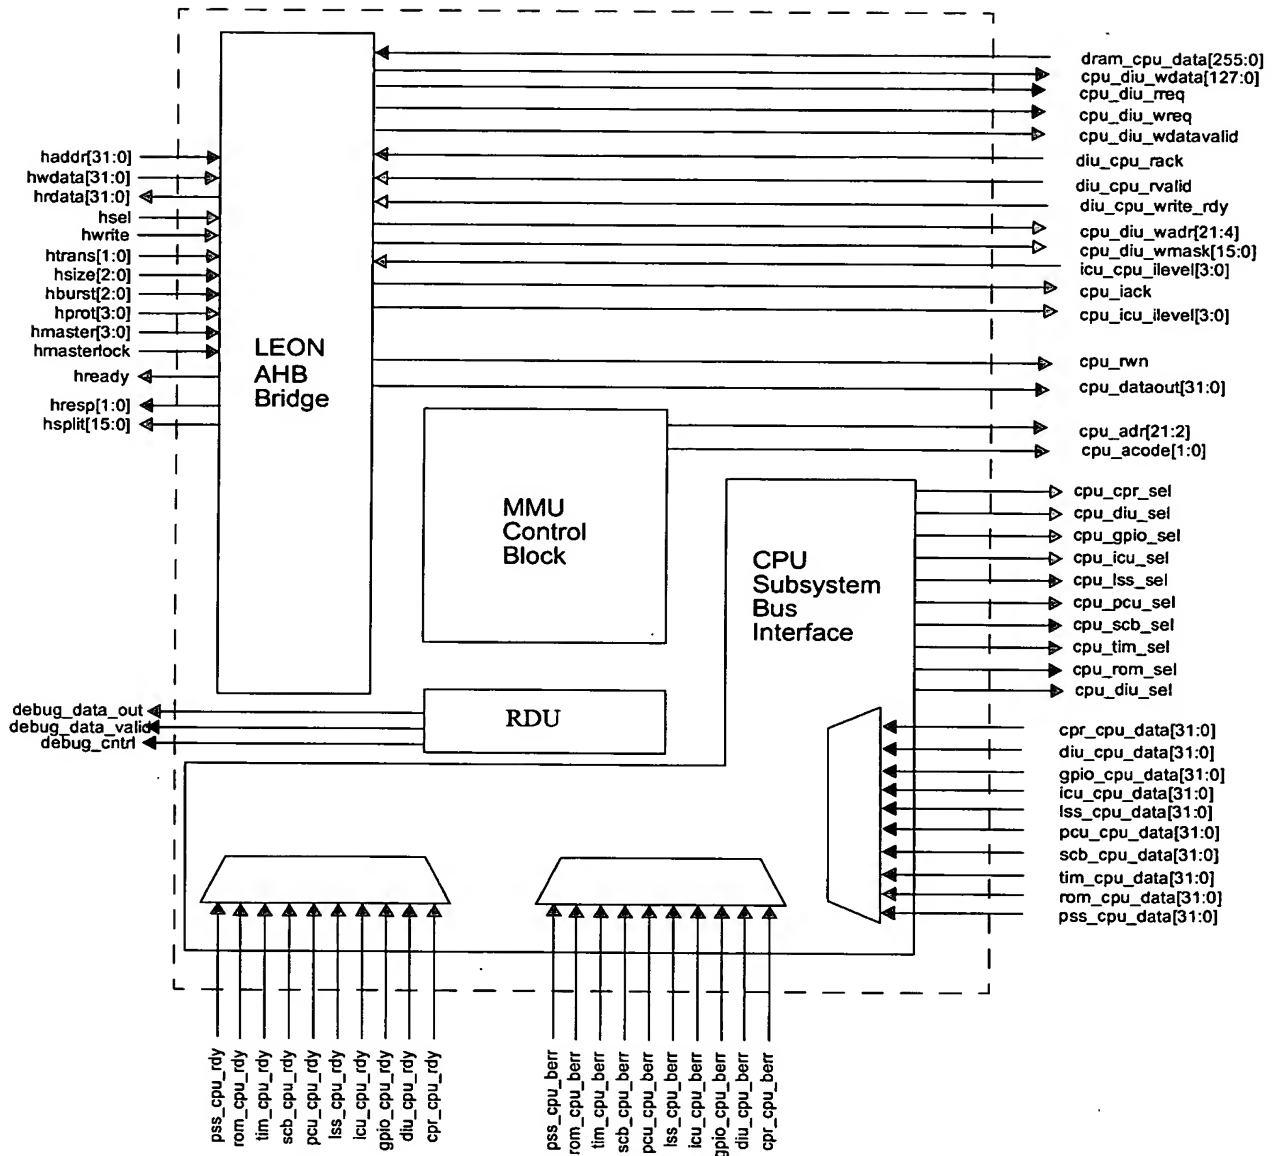 dram_cpu_data[255:0]
cpu_diu_wdata[127:0]
cpu_diu_rreq
cpu_diu_wreq
cpu_diu_wdatavalid
diu_cpu_rack
diu_cpu_rvalid
diu_cpu_write_rdy
cpu_diu_wadr[21:4]
cpu_diu_wmask[15:0]
icu_cpu_ilevel[3:0]
cpu_iack
cpu_icu_ilevel[3:0]
cpu_rwn
cpu_dataout[31:0]
cpu_adr[21:2]
cpu_acode[1:0]
haddr[31:0]
hwdata[31:0]
hrdata[31:0]
hsel
hwrite
htrans[1:0]
hsize[2:0]
hburst[2:0]
hprot[3:0]
hmaster[3:0]
hmasterlock
hready
hresp[1:0]
hsplit[15:0]
LEON
AHB
Bridge
MMU
Control
Block
CPU
Subsystem
Bus
Interface
cpu_cpr_sel
cpu_diu_sel
cpu_gpio_sel
cpu_icu_sel
cpu_lss_sel
cpu_pcu_sel
cpu_scb_sel
cpu_tim_sel
cpu_rom_sel
cpu_diu_sel
debug_data_out
debug_data_valid
debug_cntrl
RDU
cpr_cpu_data[31:0]
diu_cpu_data[31:0]
gpio_cpu_data[31:0]
icu_cpu_data[31:0]
lss_cpu_data[31:0]
pcu_cpu_data[31:0]
scb_cpu_data[31:0]
tim_cpu_data[31:0]
rom_cpu_data[31:0]
pss_cpu_data[31:0]
pss_cpu_rdy
rom_cpu_rdy
tim_cpu_rdy
scb_cpu_rdy
pcu_cpu_rdy
lss_cpu_rdy
icu_cpu_rdy
gpio_cpu_rdy
diu_cpu_rdy
cpr_cpu_rdy
pss_cpu_berr
rom_cpu_berr
tim_cpu_berr
scb_cpu_berr
pcu_cpu_berr
lss_cpu_berr
icu_cpu_berr
gpio_cpu_berr
diu_cpu_berr
cpr_cpu_berr